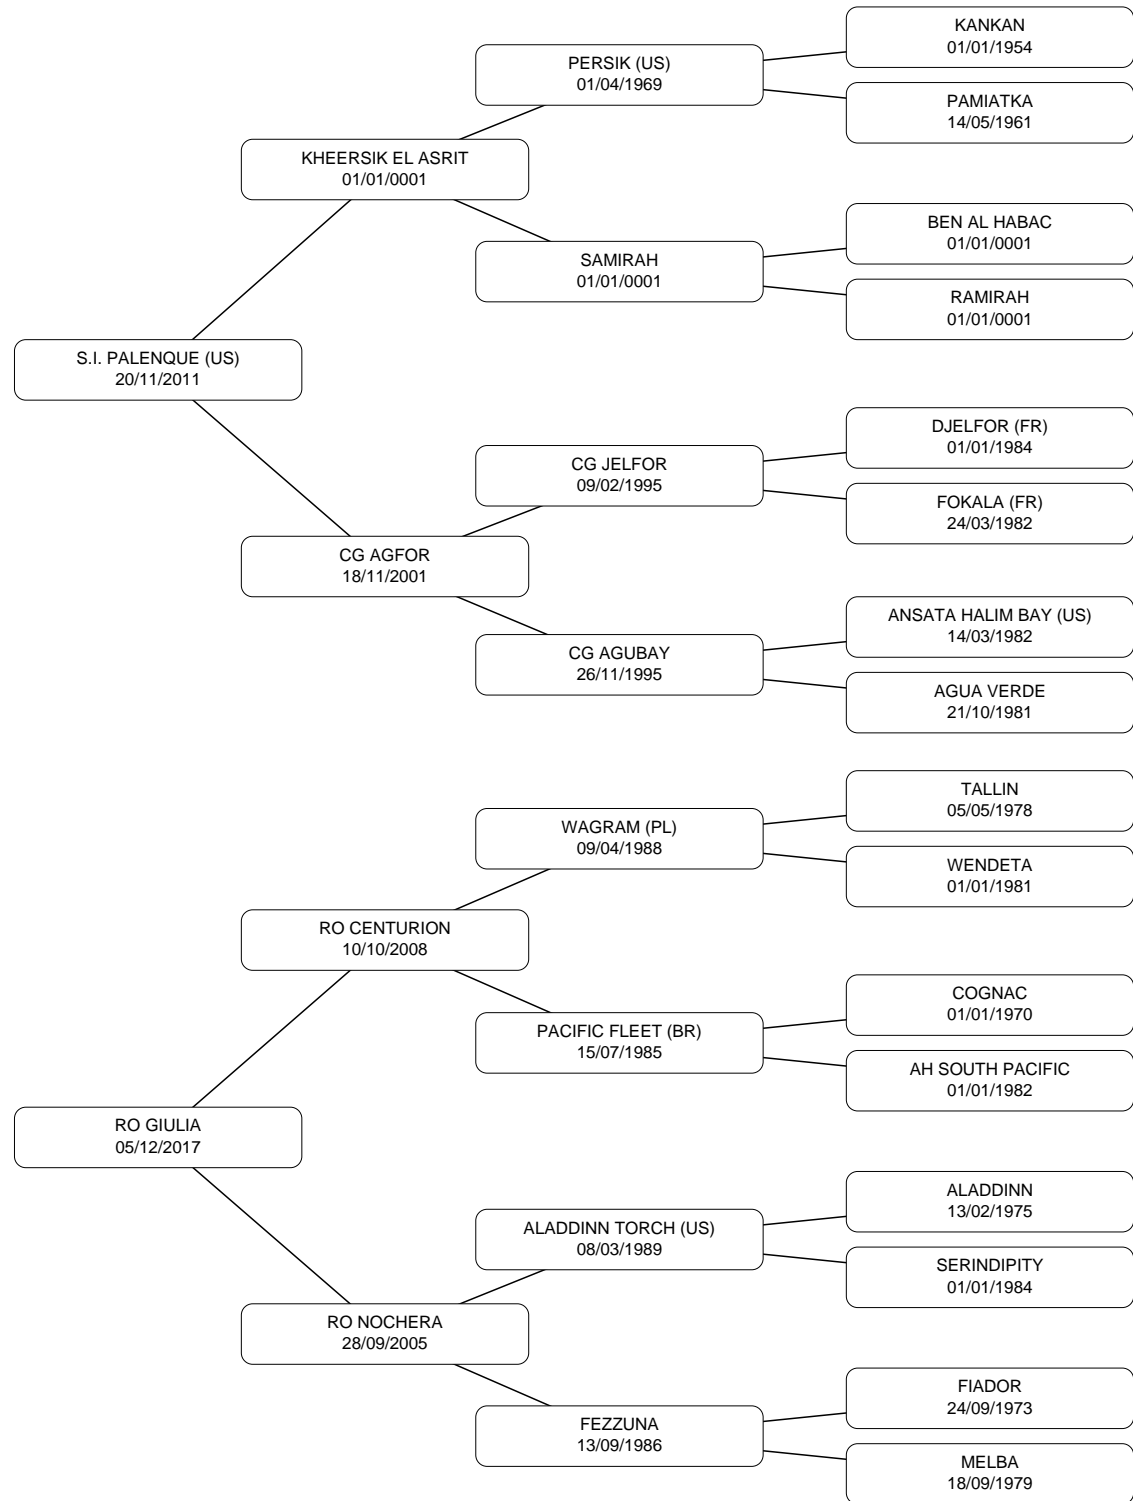 KANKAN
01/01/1954
PERSIK (US)
01/04/1969
PAMIATKA
14/05/1961
KHEERSIK EL ASRIT
01/01/0001
BEN AL HABAC
01/01/0001
SAMIRAH
01/01/0001
RAMIRAH
01/01/0001
S.I. PALENQUE (US)
20/11/2011
DJELFOR (FR)
01/01/1984
CG JELFOR
09/02/1995
FOKALA (FR)
24/03/1982
CG AGFOR
18/11/2001
ANSATA HALIM BAY (US)
14/03/1982
CG AGUBAY
26/11/1995
AGUA VERDE
21/10/1981
TALLIN
05/05/1978
WAGRAM (PL)
09/04/1988
WENDETA
01/01/1981
RO CENTURION
10/10/2008
COGNAC
01/01/1970
PACIFIC FLEET (BR)
15/07/1985
AH SOUTH PACIFIC
01/01/1982
RO GIULIA
05/12/2017
ALADDINN
13/02/1975
ALADDINN TORCH (US)
08/03/1989
SERINDIPITY
01/01/1984
RO NOCHERA
28/09/2005
FIADOR
24/09/1973
FEZZUNA
13/09/1986
MELBA
18/09/1979